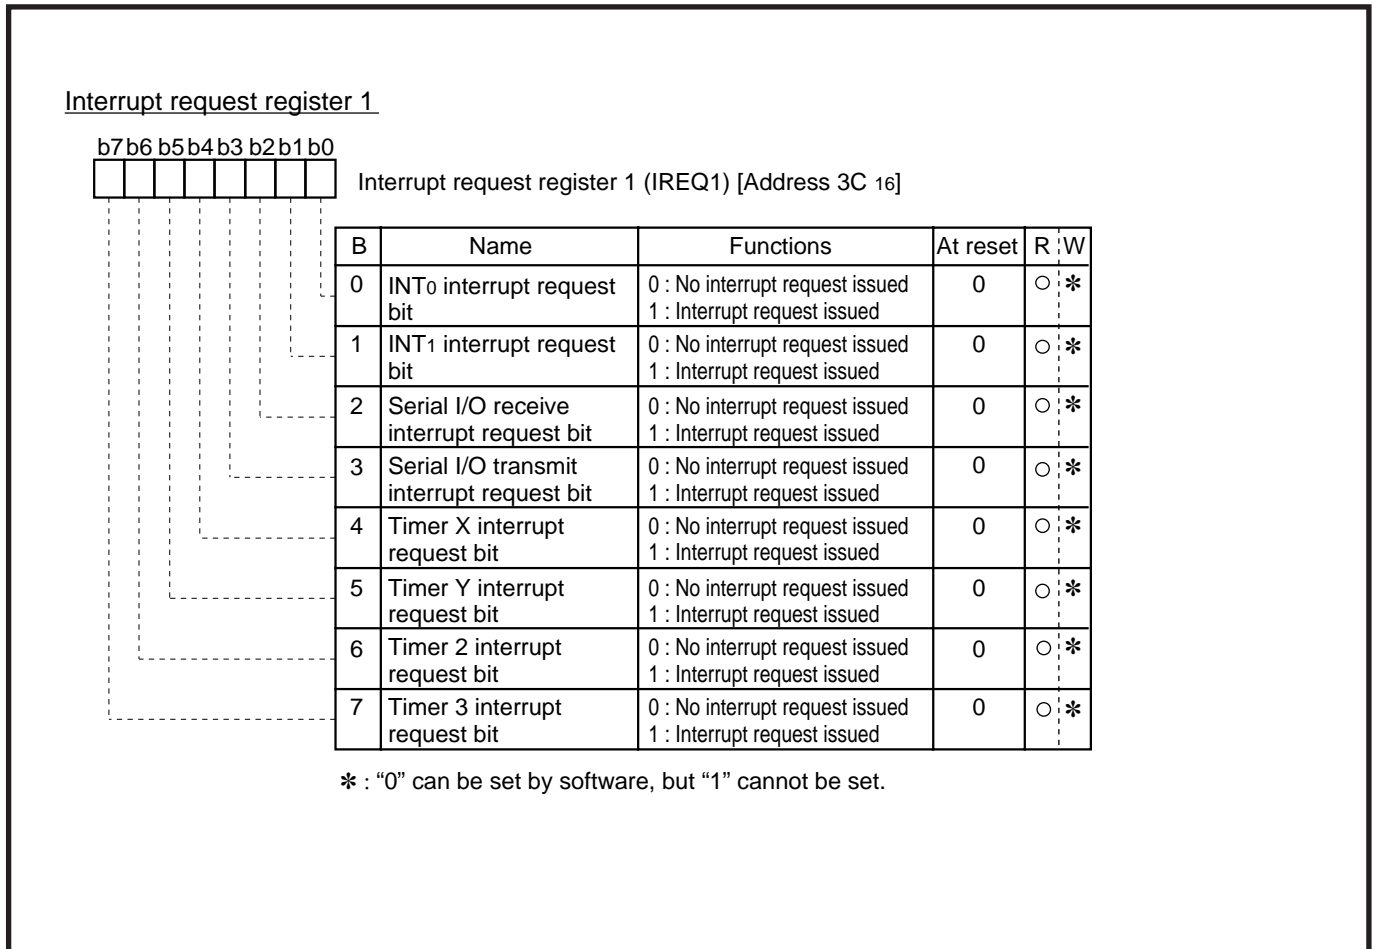 Interrupt request register 1
b7 b6 b5 b4 b3 b2 b1 b0
Interrupt request register 1 (IREQ1) [Address 3C 16]
B Name Functions At reset R W
0 INT0 interrupt request 0 : No interrupt request issued 0 ○ ✻
bit 1 : Interrupt request issued
1 INT1 interrupt request 0 : No interrupt request issued 0 ○ ✻
bit 1 : Interrupt request issued
2 Serial I/O receive 0 : No interrupt request issued 0 ○ ✻
interrupt request bit 1 : Interrupt request issued
3 Serial I/O transmit 0 : No interrupt request issued 0 ○ ✻
interrupt request bit 1 : Interrupt request issued
4 Timer X interrupt 0 : No interrupt request issued 0 ○ ✻
request bit 1 : Interrupt request issued
5 Timer Y interrupt 0 : No interrupt request issued 0 ○ ✻
request bit 1 : Interrupt request issued
6 Timer 2 interrupt 0 : No interrupt request issued 0 ○ ✻
request bit 1 : Interrupt request issued
7 Timer 3 interrupt 0 : No interrupt request issued 0 ○ ✻
request bit 1 : Interrupt request issued
✻ : “0” can be set by software, but “1” cannot be set.